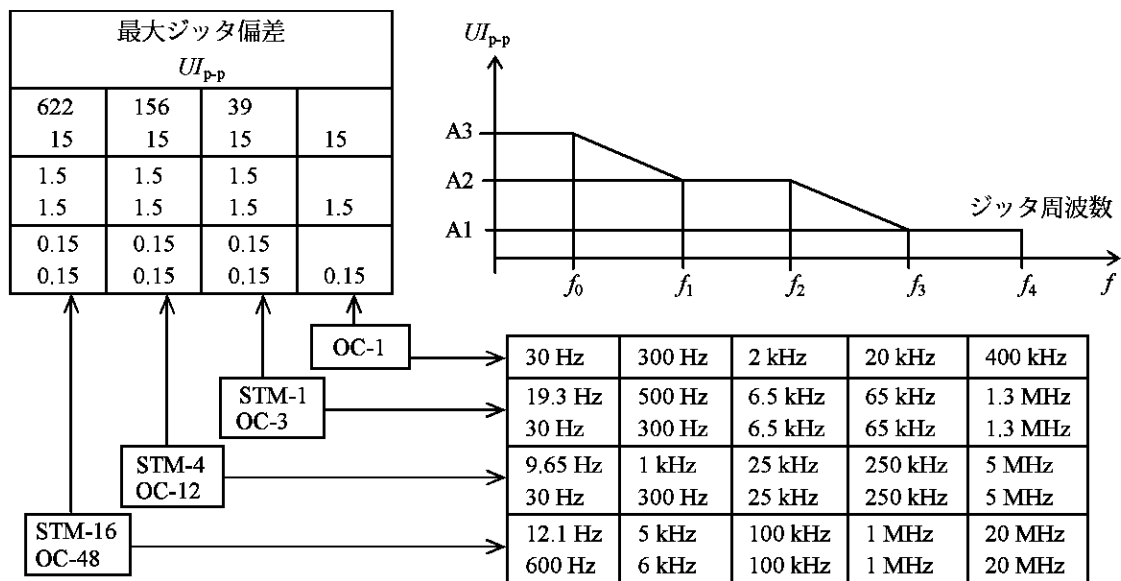 最大ジッタ偏差
UIp-p
622 156 39
15 15 15 15
1.5 1.5 1.5
1.5 1.5 1.5 1.5
0.15 0.15 0.15
0.15 0.15 0.15 0.15
UIp-p
A3
A2
A1
ジッタ周波数
f0 f1 f2 f3 f4 f
OC-1
30 Hz 300 Hz 2 kHz 20 kHz 400 kHz
STM-1
OC-3
19.3 Hz 500 Hz 6.5 kHz 65 kHz 1.3 MHz
30 Hz 300 Hz 6.5 kHz 65 kHz 1.3 MHz
STM-4
OC-12
9.65 Hz 1 kHz 25 kHz 250 kHz 5 MHz
30 Hz 300 Hz 25 kHz 250 kHz 5 MHz
STM-16
OC-48
12.1 Hz 5 kHz 100 kHz 1 MHz 20 MHz
600 Hz 6 kHz 100 kHz 1 MHz 20 MHz